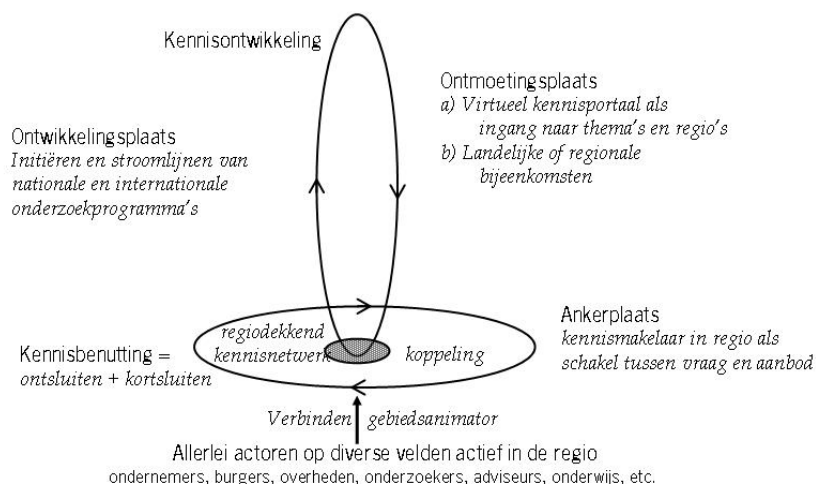 Kennisontwikkeling
Ontmoetingsplaats
a) Virtueel kennisportaal als
ingang naar thema's en regio's
b) Landelijke of regionale
bijeenkomsten
Ontwikkelingsplaats
Initiëren en stroomlijnen van
nationale en internationale
onderzoekprogramma's
Ankerplaats
kennismakelaar in regio als
schakel tussen vraag en aanbod
regiodekkend
kennisnetwerk
koppeling
Kennisbenutting =
ontsluiten + kortsluiten
Verbinden gebiedsanimator
Allerlei actoren op diverse velden actief in de regio
ondernemers, burgers, overheden, onderzoekers, adviseurs, onderwijs, etc.